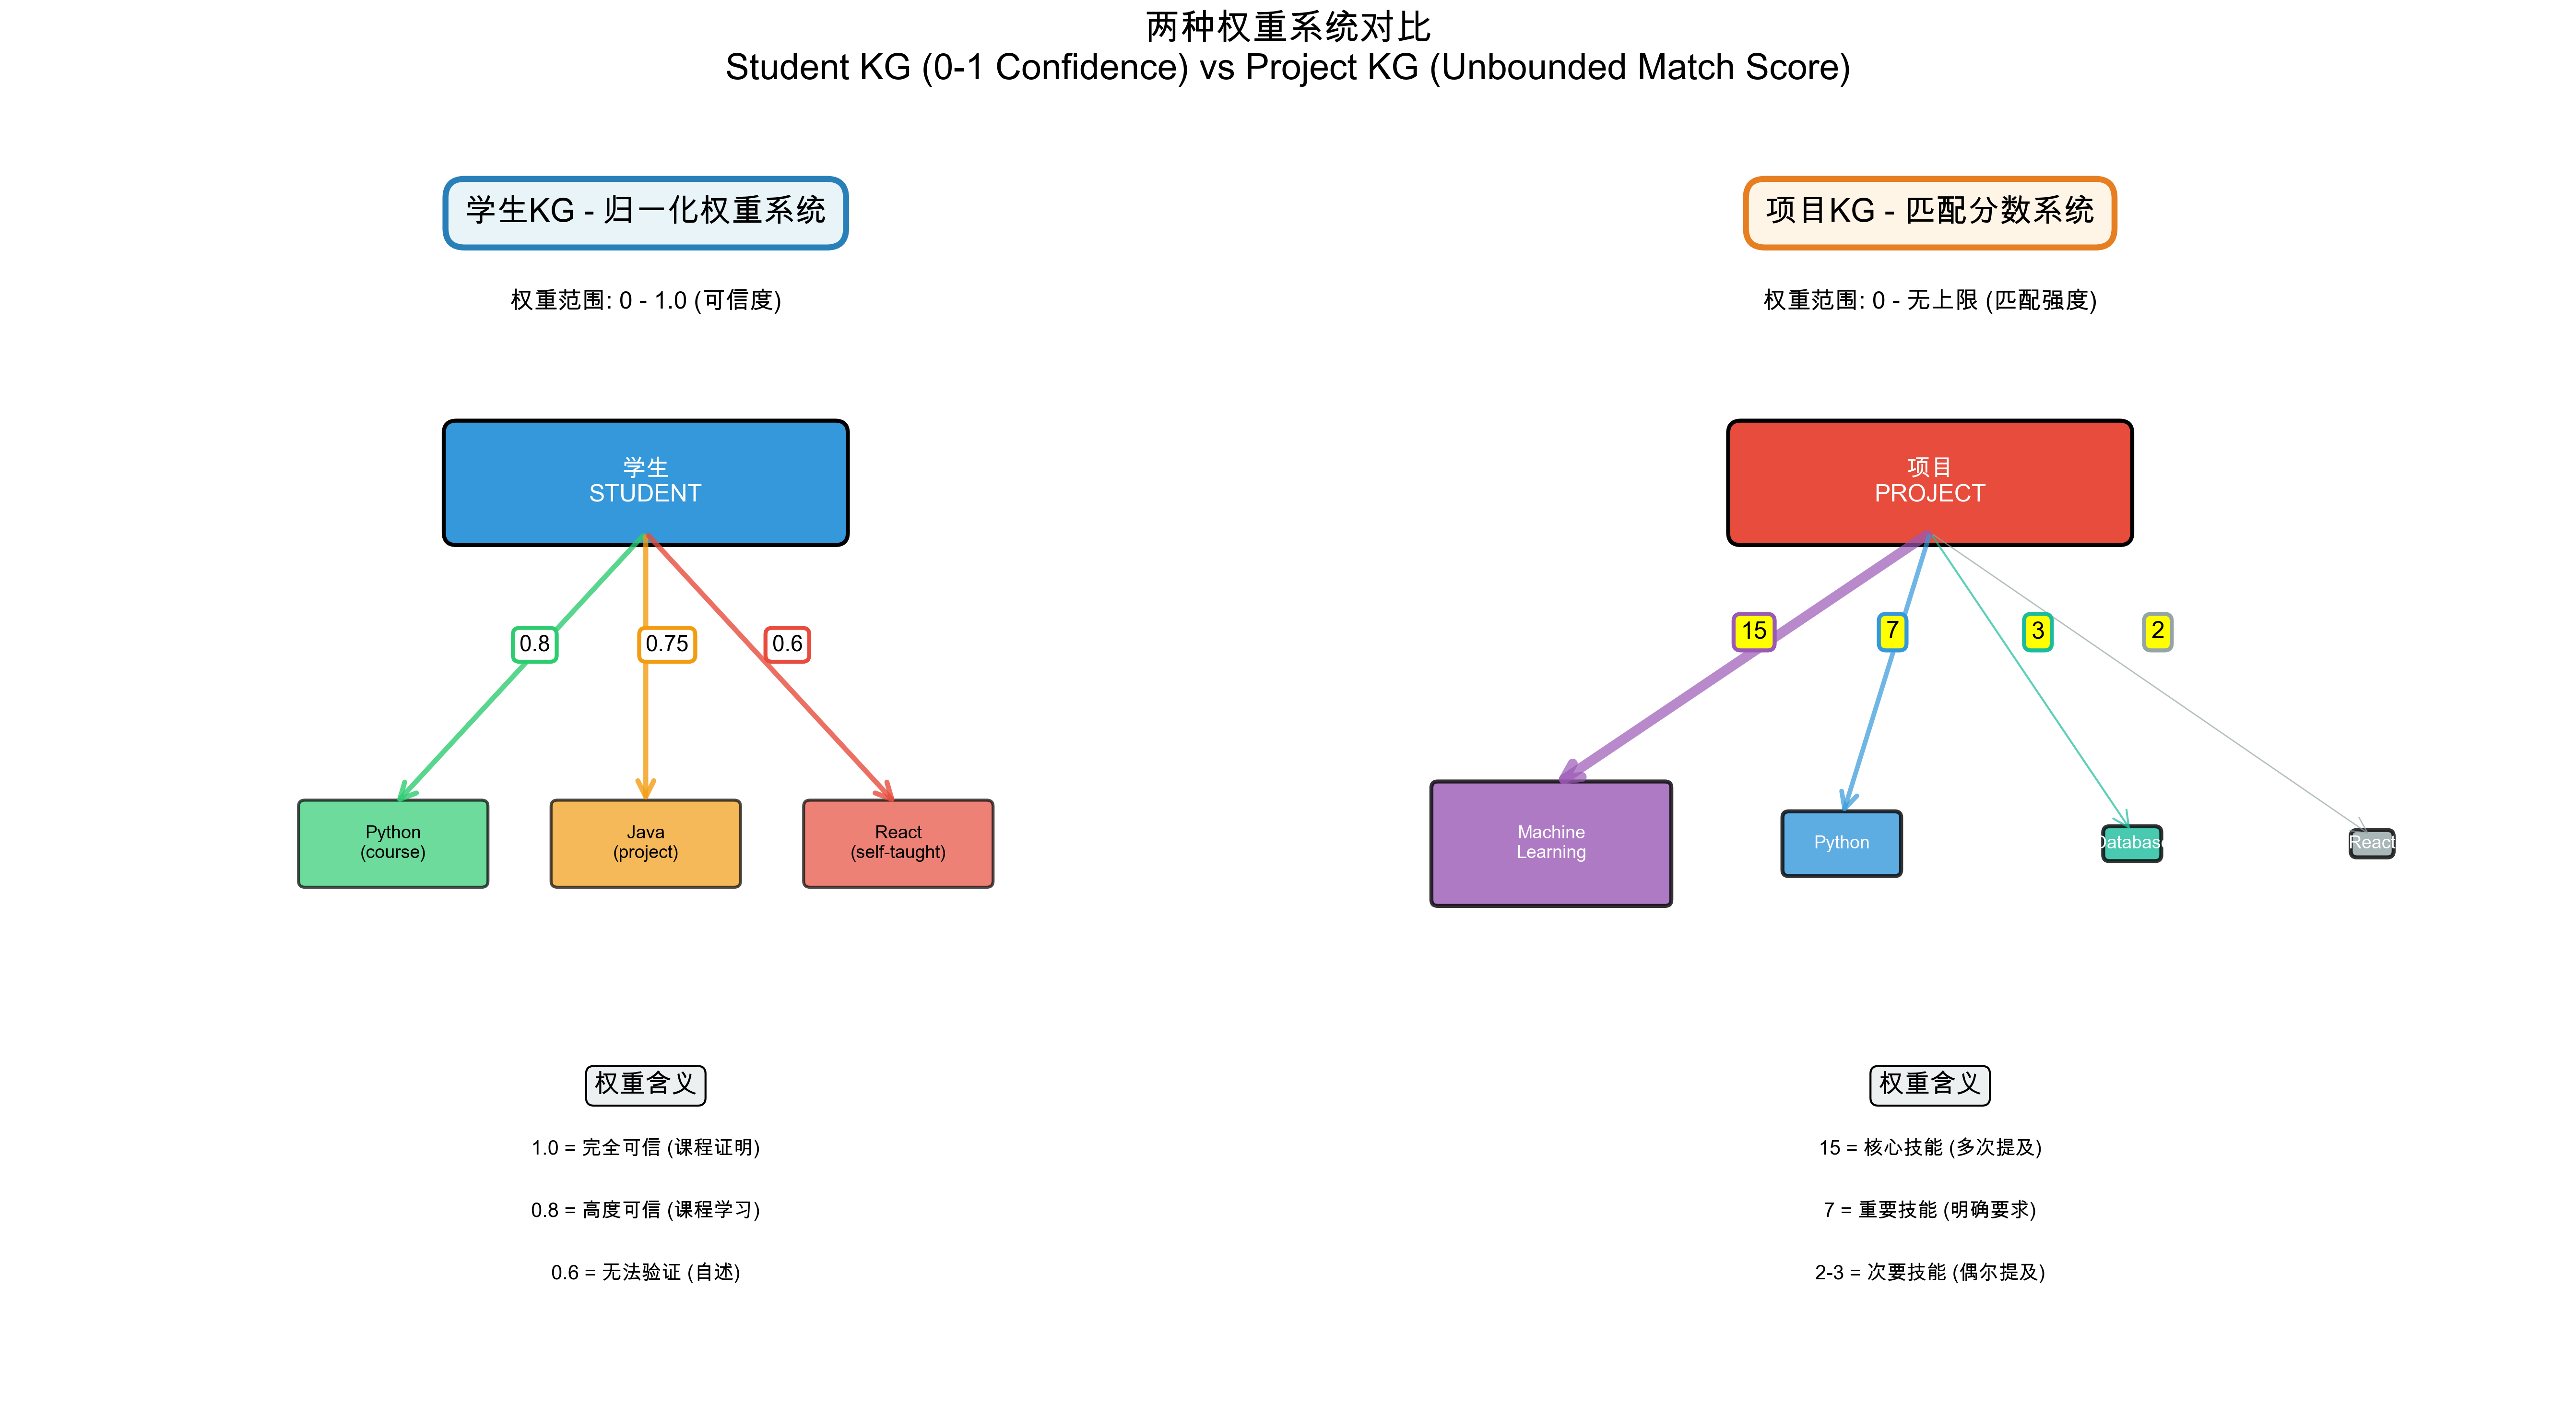 两种权重系统对比
Student KG (0-1 Confidence) vs Project KG (Unbounded Match Score)
学生KG - 归一化权重系统
权重范围: 0 - 1.0 (可信度)
学生
STUDENT
0.8
0.75
0.6
Python
(course)
Java
(project)
React
(self-taught)
权重含义
1.0 = 完全可信 (课程证明)
0.8 = 高度可信 (课程学习)
0.6 = 无法验证 (自述)
项目KG - 匹配分数系统
权重范围: 0 - 无上限 (匹配强度)
项目
PROJECT
15
7
3
2
Machine
Learning
Python
Database
React
权重含义
15 = 核心技能 (多次提及)
7 = 重要技能 (明确要求)
2-3 = 次要技能 (偶尔提及)